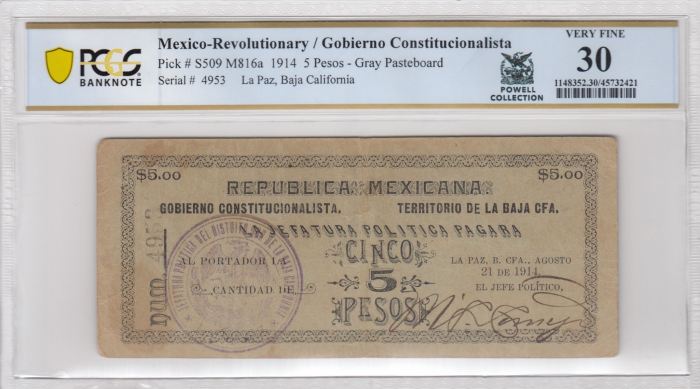 PCGS
BANKNOTE
Mexico-Revolutionary / Gobierno Constitucionalista
Pick # S509 M816a 1914 5 Pesos - Gray Pasteboard
Serial # 4953 La Paz, Baja California
POWELL
COLLECTION
VERY FINE
30
1148352.30/45732421
$5.00 $5.00
REPUBLICA MEXICANA
GOBIERNO CONSTITUCIONALISTA. TERRITORIO DE LA BAJA CFA.
LA JEFATURA POLITICA PAGARA
AL PORTADOR LA
CANTIDAD DE
CINCO
5
PESOS
LA PAZ, B. CFA., AGOSTO
21 DE 1914.
EL JEFE POLÍTICO,